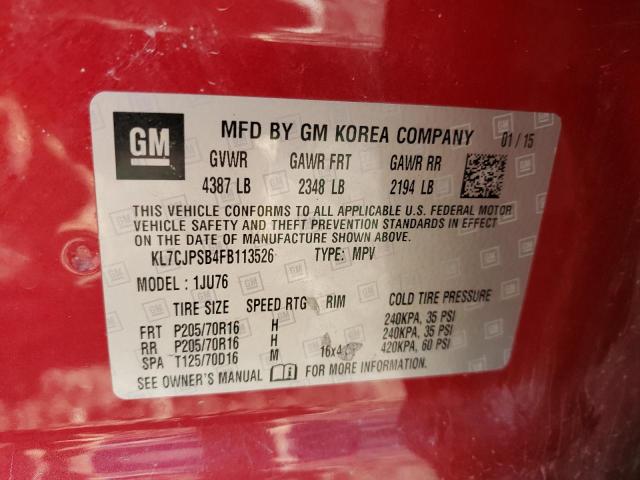 GM
MFD BY GM KOREA COMPANY 01/15
GVWR GAWR FRT GAWR RR
4387 LB 2348 LB 2194 LB
THIS VEHICLE CONFORMS TO ALL APPLICABLE U.S. FEDERAL MOTOR
VEHICLE SAFETY AND THEFT PREVENTION STANDARDS IN EFFECT
ON THE DATE OF MANUFACTURE SHOWN ABOVE.
KL7CJPSB4FB113526 TYPE: MPV
MODEL: 1JU76
TIRE SIZE SPEED RTG RIM COLD TIRE PRESSURE
FRT P205/70R16 H 240KPA, 35 PSI
RR P205/70R16 H 240KPA, 35 PSI
SPA T125/70D16 M 420KPA, 60 PSI
SEE OWNER'S MANUAL FOR MORE INFORMATION.